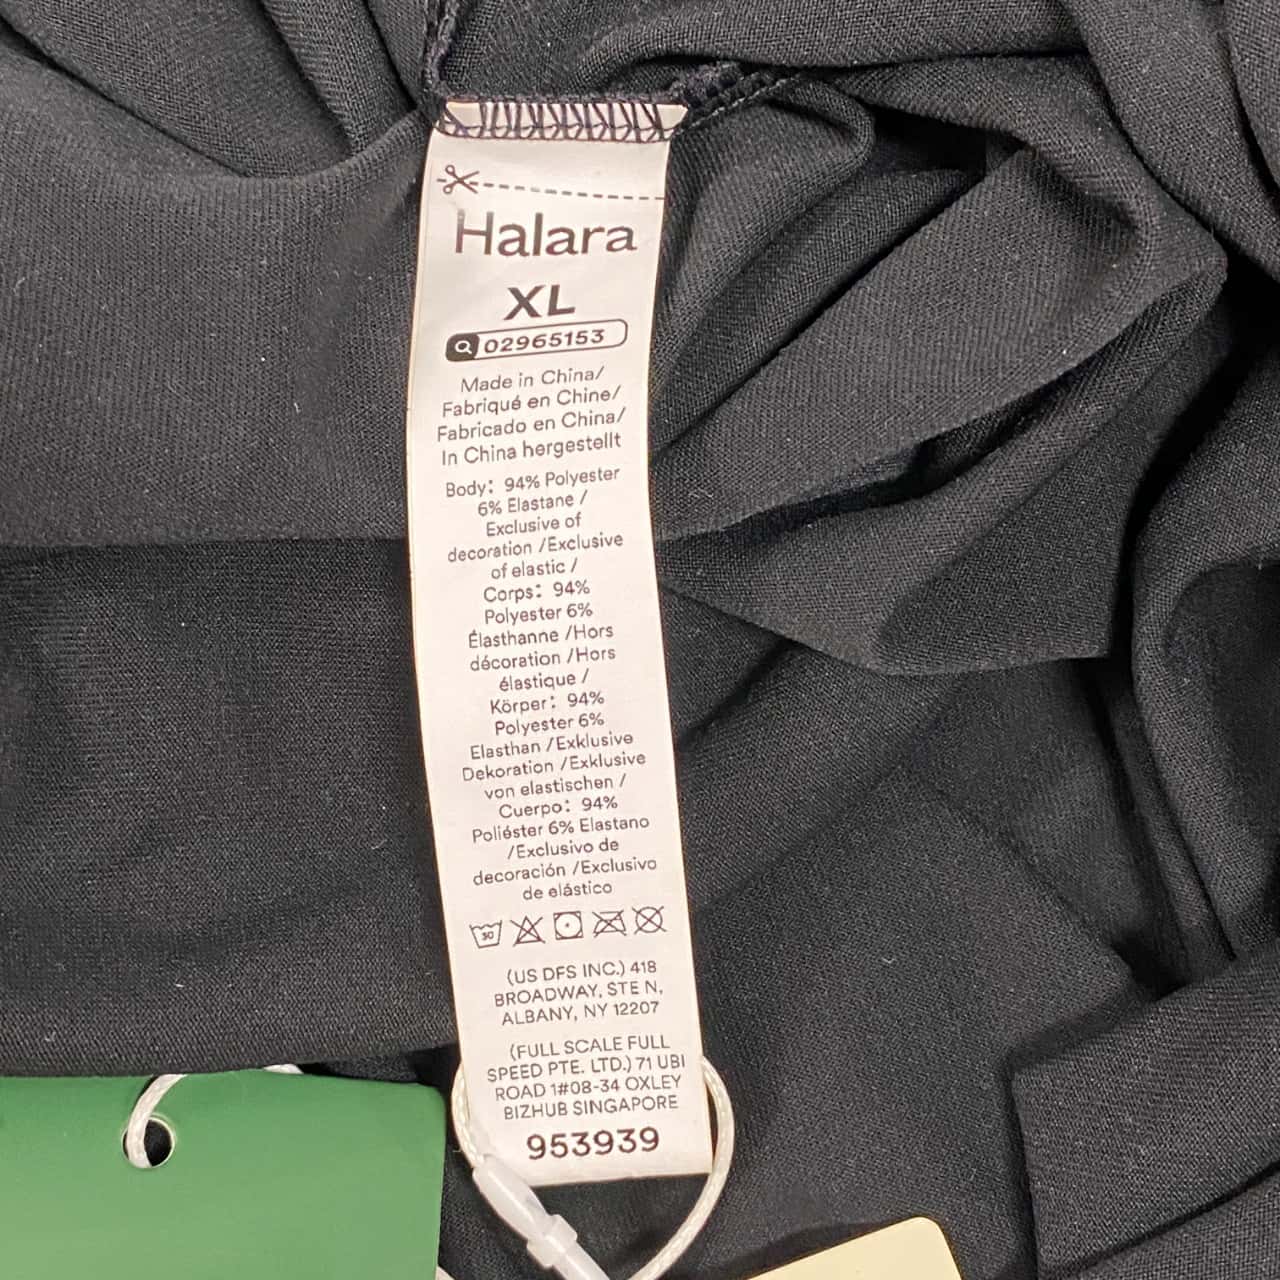 Halara
XL
02965153
Made in China/
Fabriqué en Chine/
Fabricado en China/
In China hergestellt
Body: 94% Polyester
6% Elastane /
Exclusive of
decoration /Exclusive
of elastic /
Corps: 94%
Polyester 6%
Élasthanne /Hors
décoration /Hors
élastique /
Körper: 94%
Polyester 6%
Elasthan /Exklusive
Dekoration /Exklusive
von elastischen /
Cuerpo: 94%
Poliéster 6% Elastano
/Exclusivo de
decoración /Exclusivo
de elástico
30
(US DFS INC.) 418
BROADWAY, STE N,
ALBANY, NY 12207
(FULL SCALE FULL
SPEED PTE. LTD.) 71 UBI
ROAD 1#08-34 OXLEY
BIZHUB SINGAPORE
953939